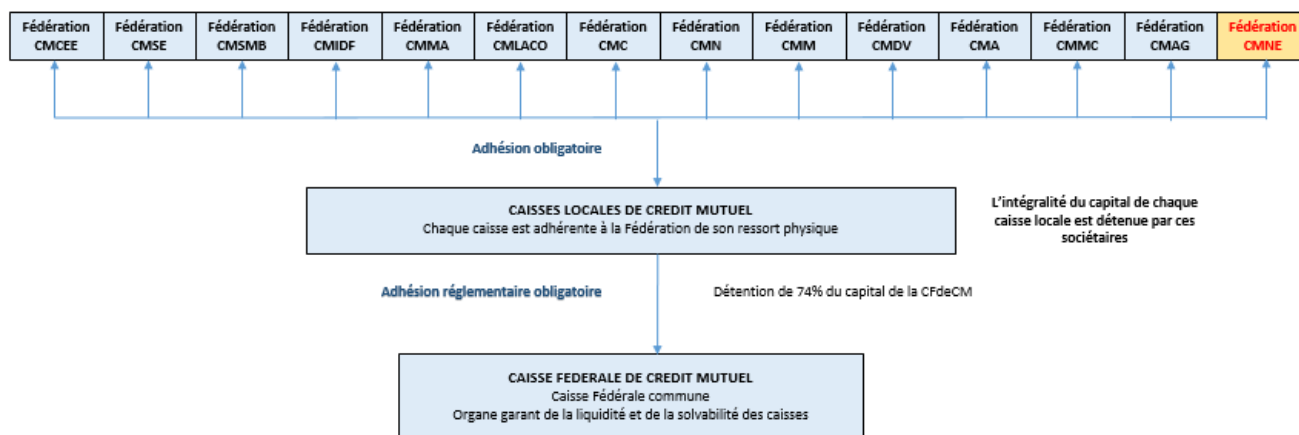 Fédération CMCEE
Fédération CMSE
Fédération CMSMB
Fédération CMIDF
Fédération CMMA
Fédération CMLACO
Fédération CMC
Fédération CMN
Fédération CMM
Fédération CMDV
Fédération CMA
Fédération CMMC
Fédération CMAG
Fédération CMNE
Adhésion obligatoire
CAISSES LOCALES DE CREDIT MUTUEL
Chaque caisse est adhérente à la Fédération de son ressort physique
L'intégralité du capital de chaque
caisse locale est détenue par ces
sociétaires
Adhésion réglementaire obligatoire
Détention de 74% du capital de la CFdeCM
CAISSE FEDERALE DE CREDIT MUTUEL
Caisse Fédérale commune
Organe garant de la liquidité et de la solvabilité des caisses